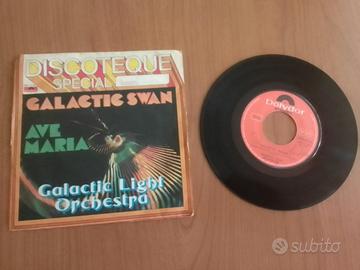 DISCOTEQUE
SPECIAL
GALACTIC SWAN
AVE
MARIA
Galactic Light
Orchestra
Polydor
subito